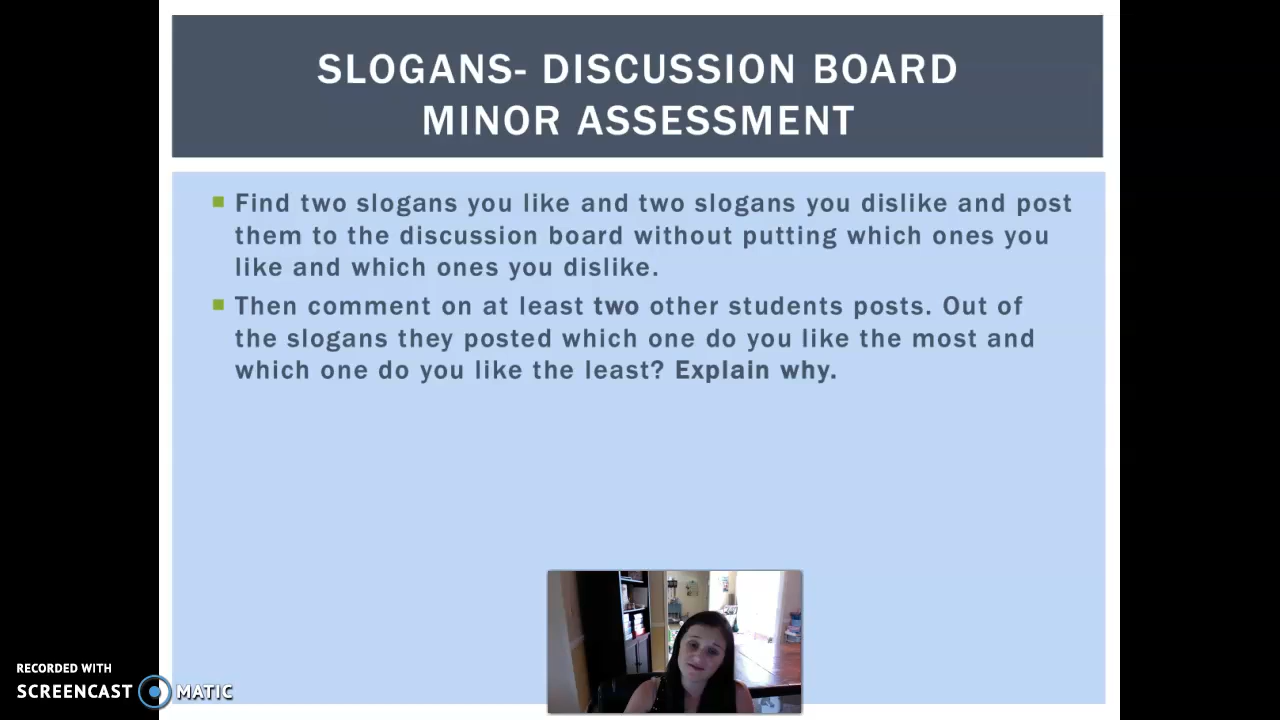 SLOGANS- DISCUSSION BOARD
MINOR ASSESSMENT
Find two slogans you like and two slogans you dislike and post
them to the discussion board without putting which ones you
like and which ones you dislike.
Then comment on at least two other students posts. Out of
the slogans they posted which one do you like the most and
which one do you like the least? Explain why.
RECORDED WITH
SCREENCAST MATIC